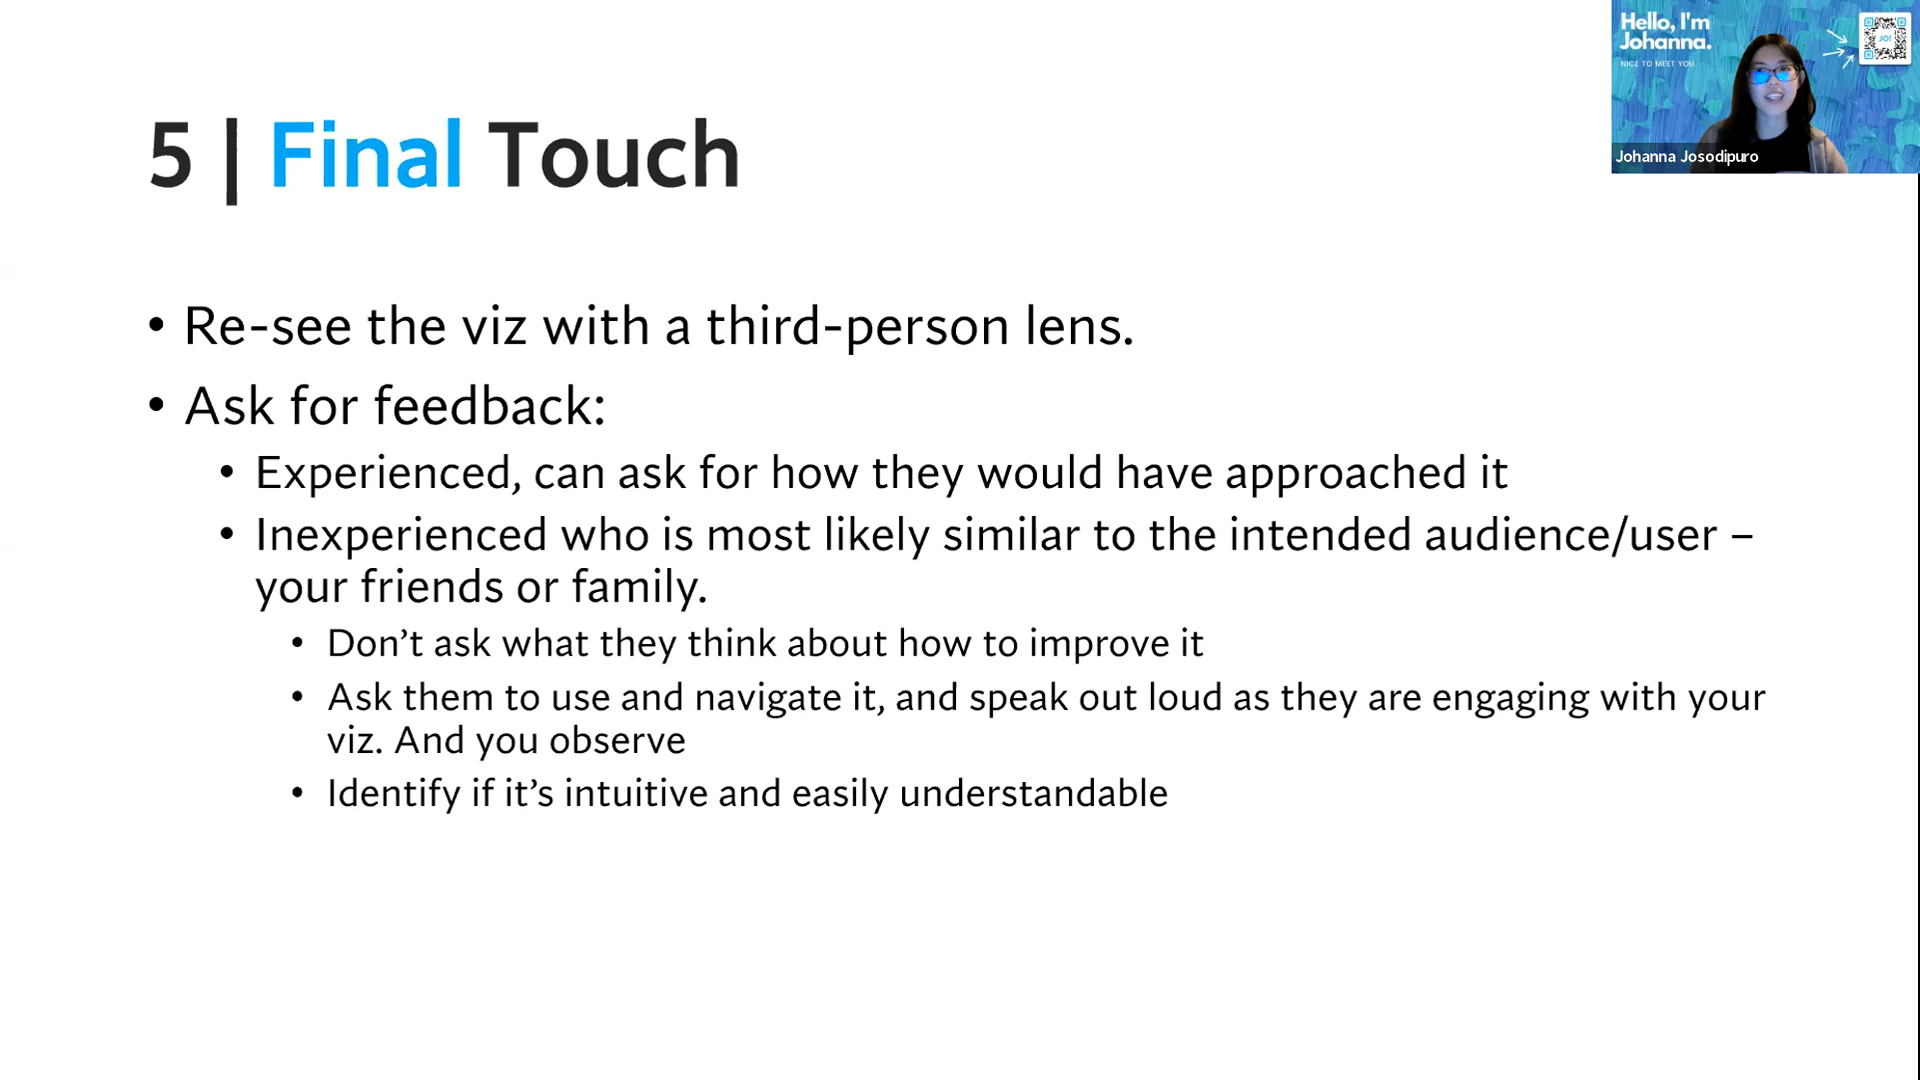 Hello, I'm
Johanna.
NICE TO MEET YOU.
JO!
Johanna Josodipuro
5 | Final Touch
• Re-see the viz with a third-person lens.
• Ask for feedback:
• Experienced, can ask for how they would have approached it
• Inexperienced who is most likely similar to the intended audience/user –
your friends or family.
• Don’t ask what they think about how to improve it
• Ask them to use and navigate it, and speak out loud as they are engaging with your
viz. And you observe
• Identify if it’s intuitive and easily understandable